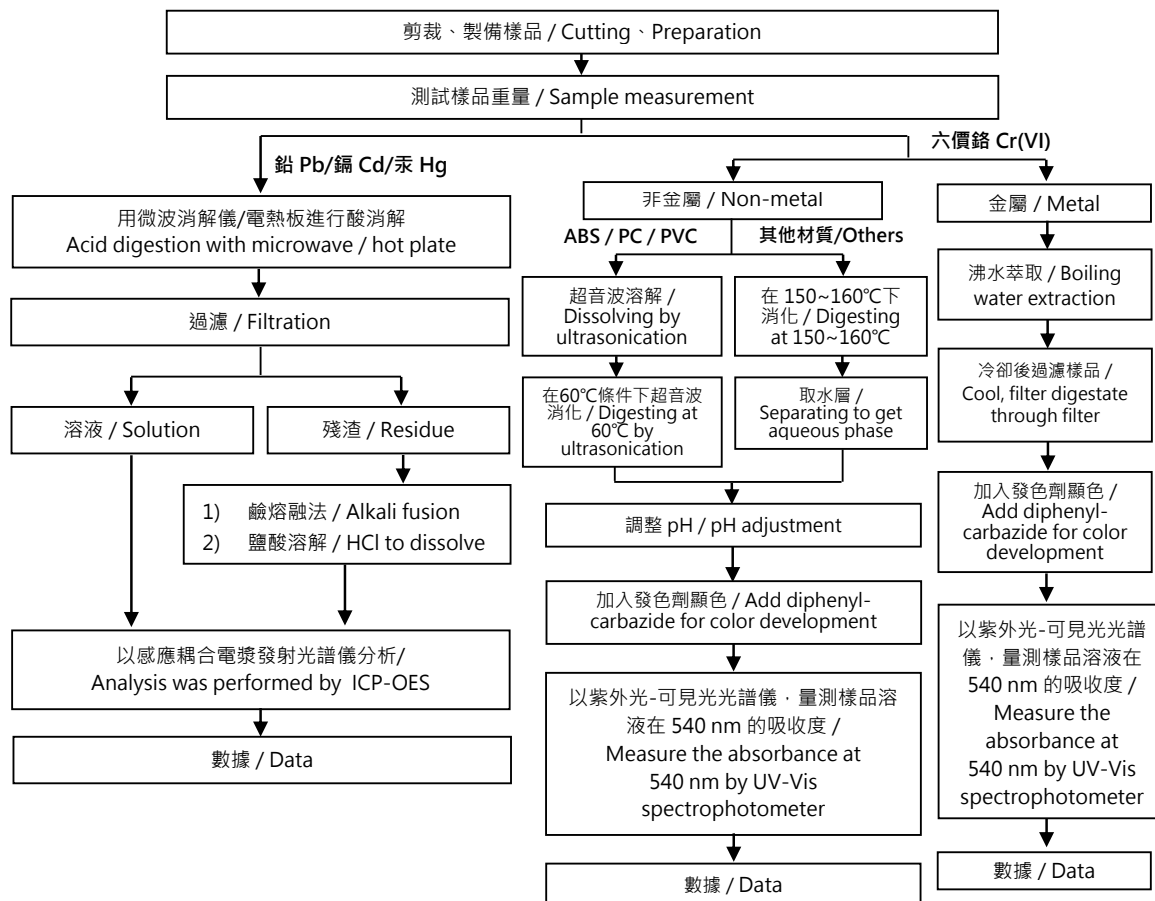 剪裁、製備樣品 / Cutting、Preparation
測試樣品重量 / Sample measurement
鉛 Pb/鎘 Cd/汞 Hg
用微波消解儀/電熱板進行酸消解
Acid digestion with microwave / hot plate
過濾 / Filtration
溶液 / Solution
殘渣 / Residue
1) 鹼熔融法 / Alkali fusion
2) 鹽酸溶解 / HCl to dissolve
以感應耦合電漿發射光譜儀分析/
Analysis was performed by ICP-OES
數據 / Data
六價鉻 Cr(VI)
非金屬 / Non-metal
ABS / PC / PVC
超音波溶解 /
Dissolving by
ultrasonication
在60℃條件下超音波
消化 / Digesting at
60℃ by
ultrasonication
其他材質/Others
在 150~160℃下
消化 / Digesting
at 150~160℃
取水層 /
Separating to get
aqueous phase
調整 pH / pH adjustment
加入發色劑顯色 / Add diphenyl-
carbazide for color development
以紫外光-可見光光譜儀，量測樣品溶
液在 540 nm 的吸收度 /
Measure the absorbance at
540 nm by UV-Vis
spectrophotometer
數據 / Data
金屬 / Metal
沸水萃取 / Boiling
water extraction
冷卻後過濾樣品 /
Cool, filter digestate
through filter
加入發色劑顯色 /
Add diphenyl-
carbazide for color
development
以紫外光-可見光光譜
儀，量測樣品溶液在
540 nm 的吸收度 /
Measure the
absorbance at
540 nm by UV-Vis
spectrophotometer
數據 / Data